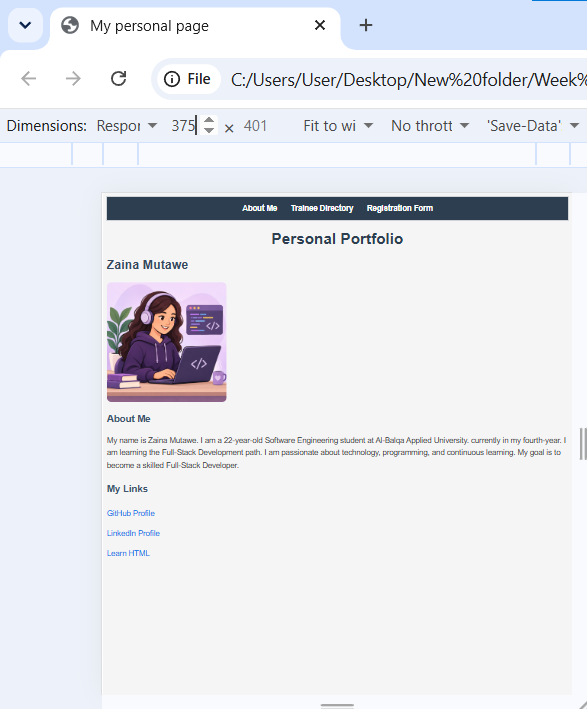 My personal page
File C:/Users/User/Desktop/New%20folder/Week%
Dimensions: Respor 375 × 401 Fit to wi No thrott 'Save-Data'
About Me Trainee Directory Registration Form
Personal Portfolio
Zaina Mutawe
</>
</>
About Me
My name is Zaina Mutawe. I am a 22-year-old Software Engineering student at Al-Balqa Applied University. currently in my fourth-year. I
am learning the Full-Stack Development path. I am passionate about technology, programming, and continuous learning. My goal is to
become a skilled Full-Stack Developer.
My Links
GitHub Profile
LinkedIn Profile
Learn HTML